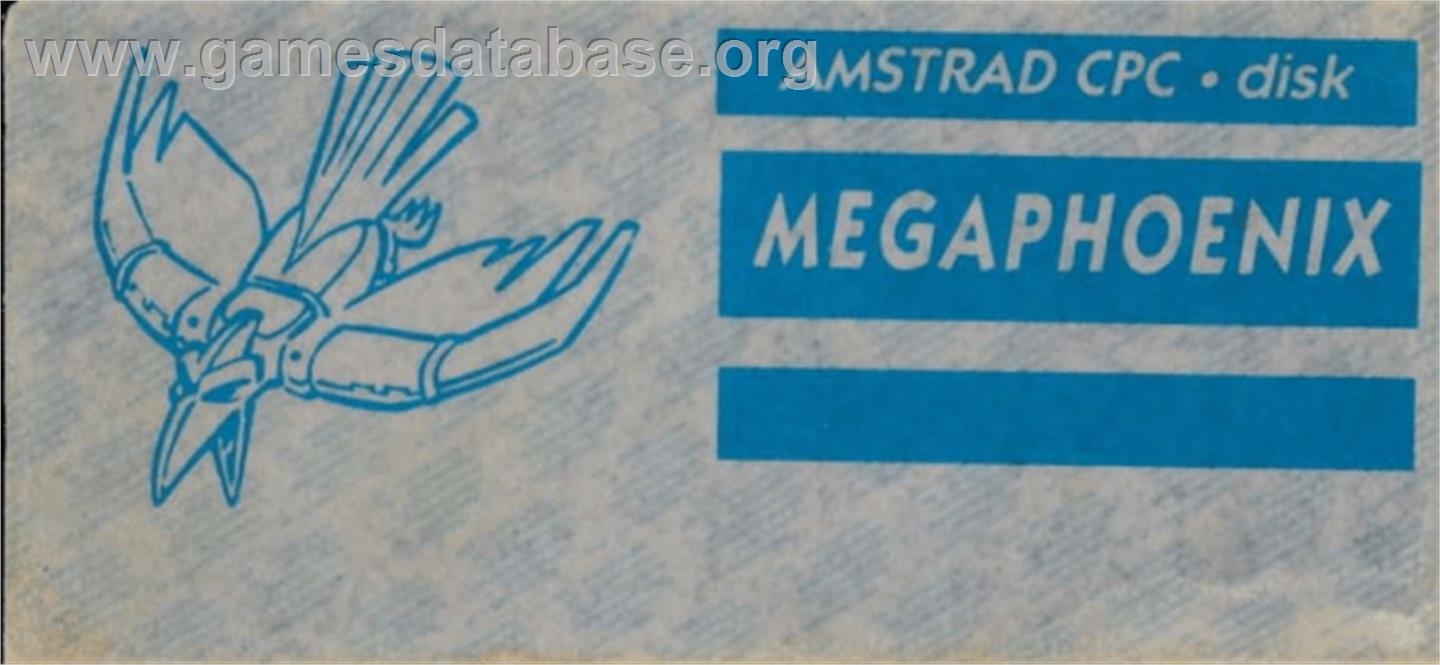 www.gamesdatabase.org
AMSTRAD CPC • disk
MEGAPHOENIX